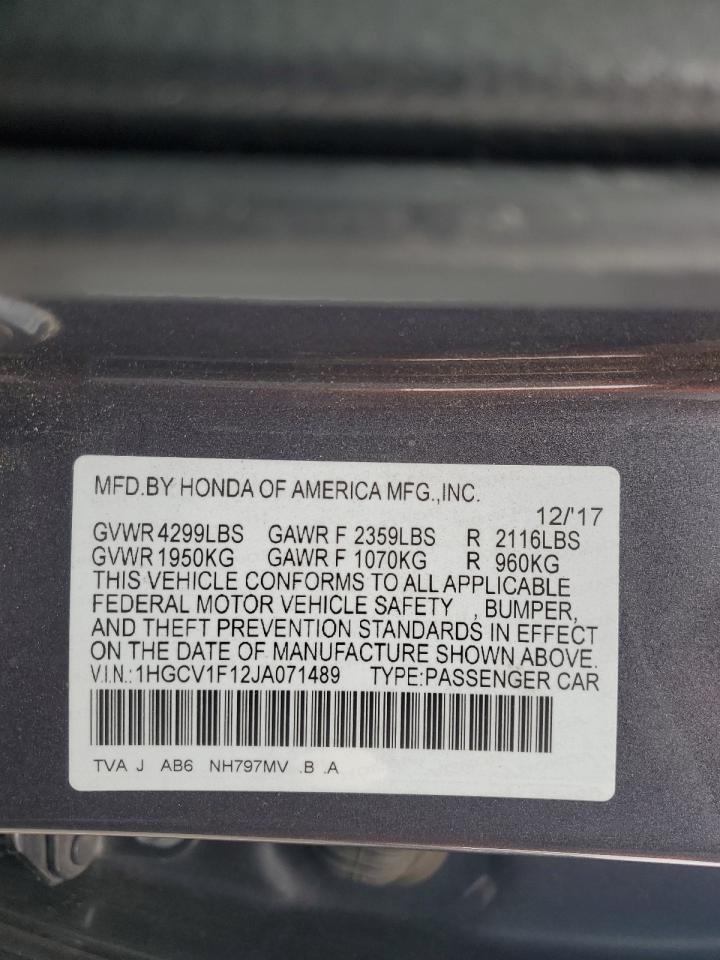 MFD.BY HONDA OF AMERICA MFG.,INC.
12/'17
GVWR 4299LBS GAWR F 2359LBS R 2116LBS
GVWR 1950KG GAWR F 1070KG R 960KG
THIS VEHICLE CONFORMS TO ALL APPLICABLE
FEDERAL MOTOR VEHICLE SAFETY , BUMPER,
AND THEFT PREVENTION STANDARDS IN EFFECT
ON THE DATE OF MANUFACTURE SHOWN ABOVE.
V.I.N.:1HGCV1F12JA071489 TYPE:PASSENGER CAR
TVA J AB6 NH797MV .B .A